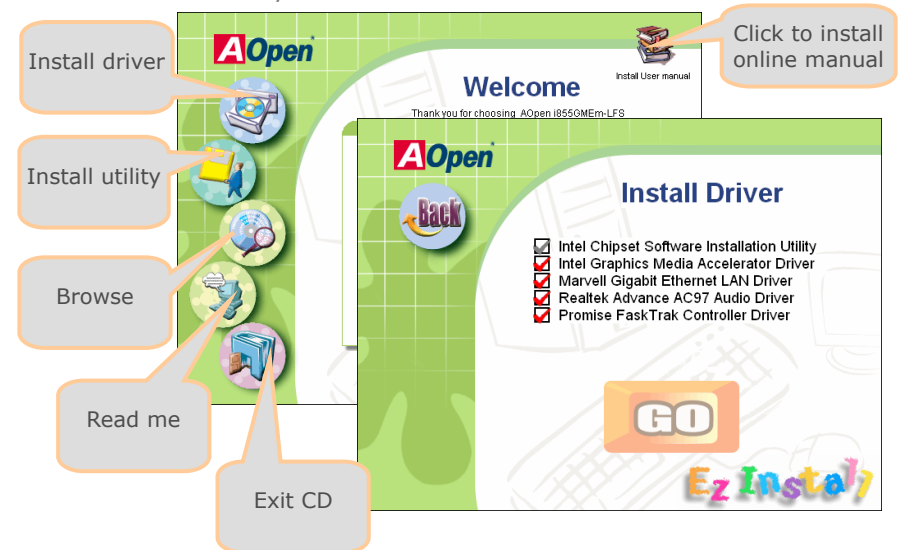 Install driver
Install utility
Browse
Read me
Exit CD
Click to install
online manual
AOpen
Install User manual
Welcome
Thank you for choosing AOpen i855GMEm-LFS
AOpen
Back
Install Driver
Intel Chipset Software Installation Utility
Intel Graphics Media Accelerator Driver
Marvell Gigabit Ethernet LAN Driver
Realtek Advance AC97 Audio Driver
Promise FaskTrak Controller Driver
GO
Ez Install